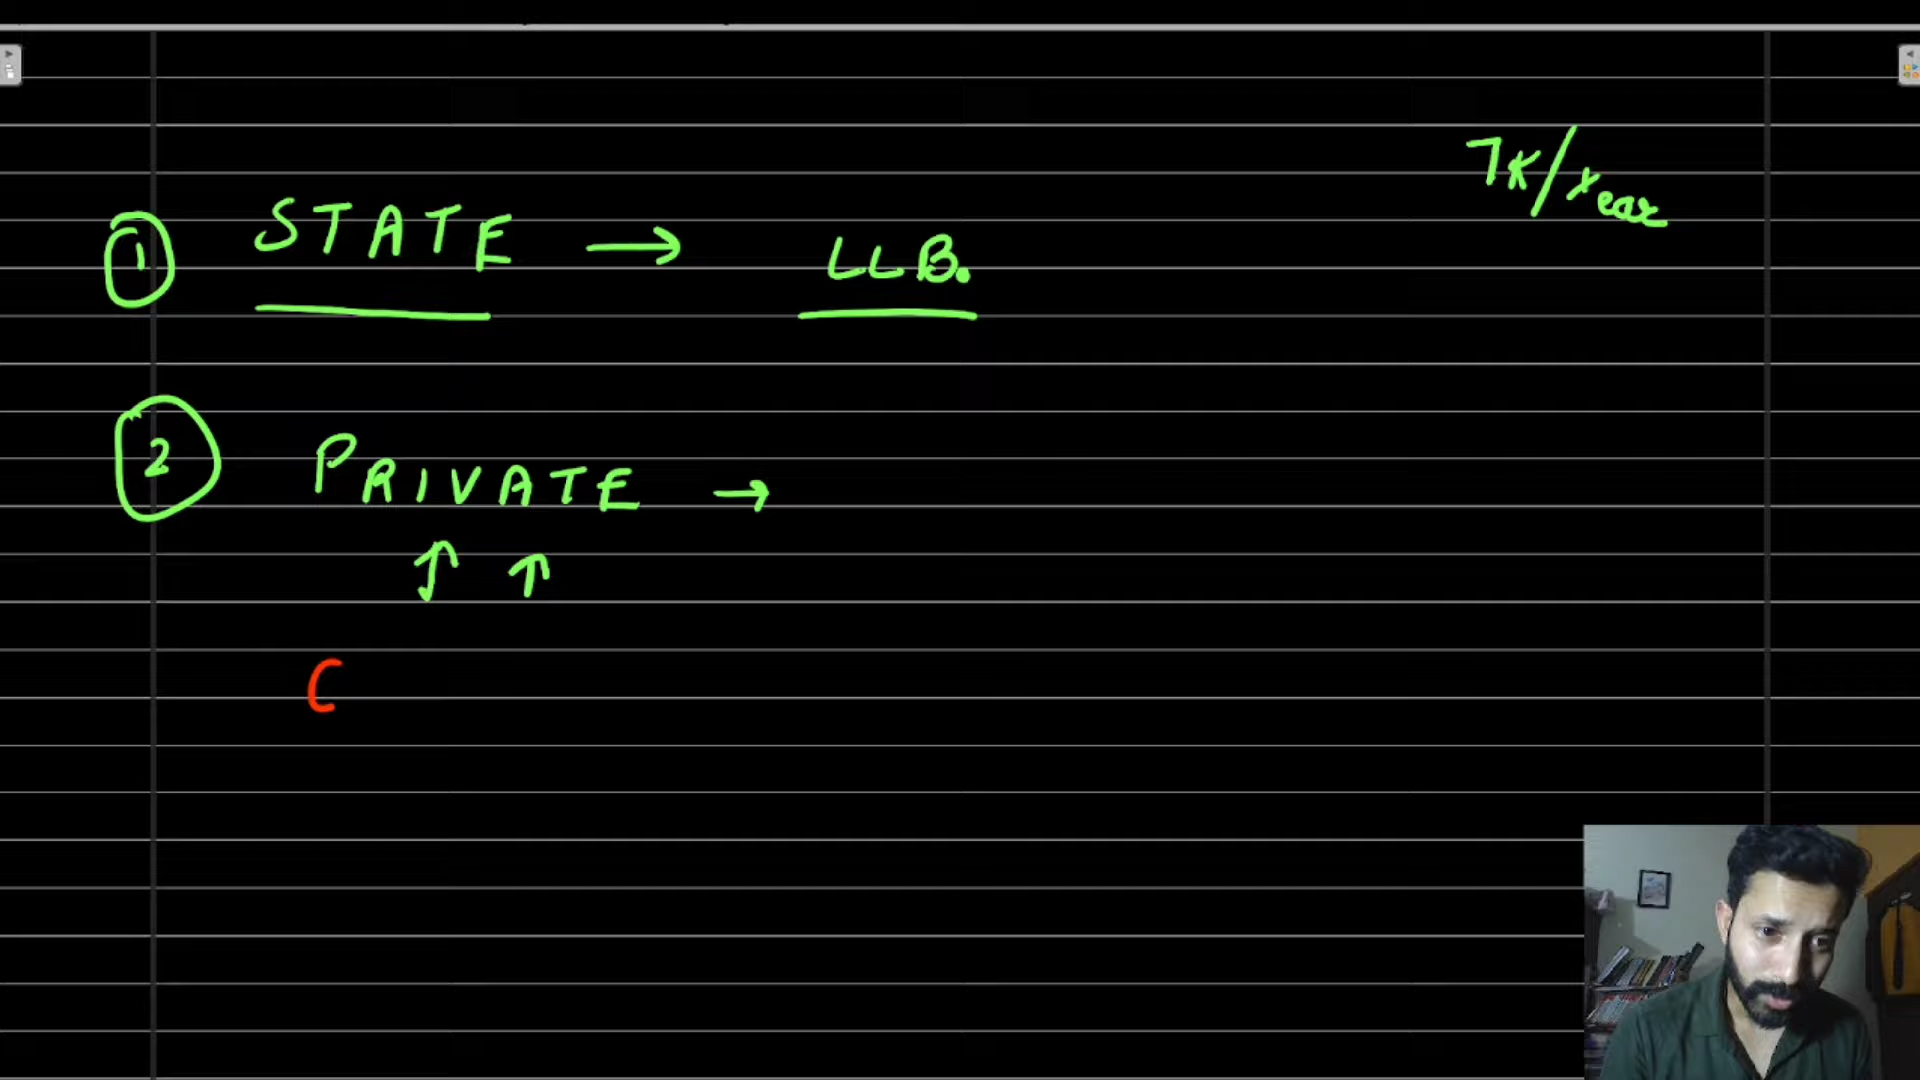 7K/Year
① STATE → LLB.
② PRIVATE →
↑ ↑
C